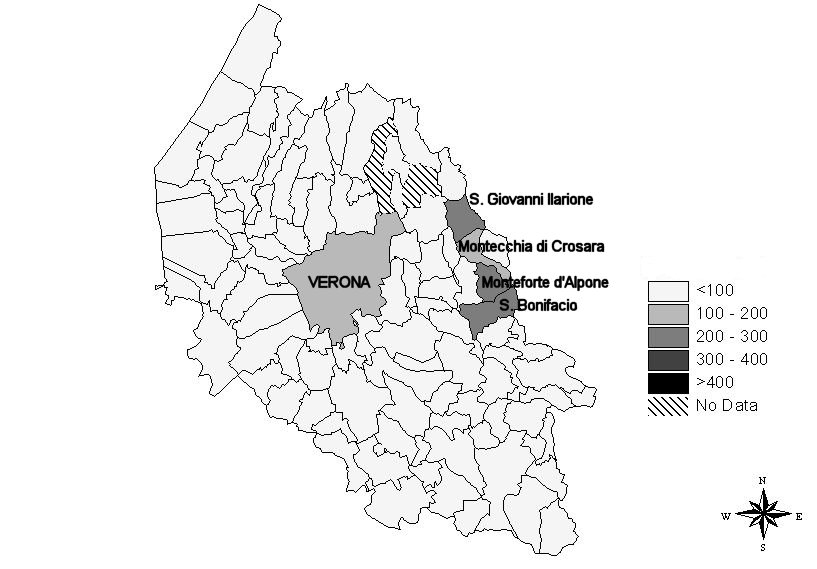 S. Giovanni Ilarione
Montecchia di Crosara
VERONA
Monteforte d'Alpone
S. Bonifacio
<100
100 - 200
200 - 300
300 - 400
>400
No Data
N
W
E
S